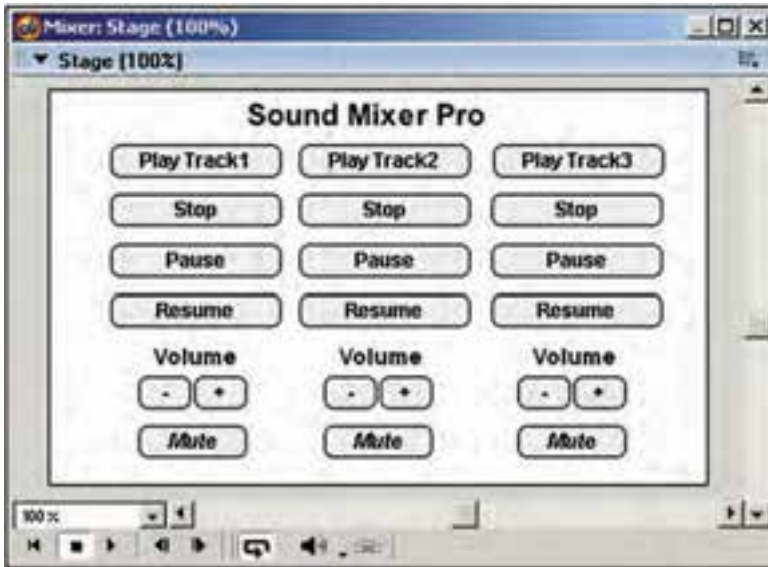 Mixer: Stage (100%)
Stage (100%)
Sound Mixer Pro
Play Track1 Play Track2 Play Track3
Stop Stop Stop
Pause Pause Pause
Resume Resume Resume
Volume Volume Volume
- + - + - +
Mute Mute Mute
100%